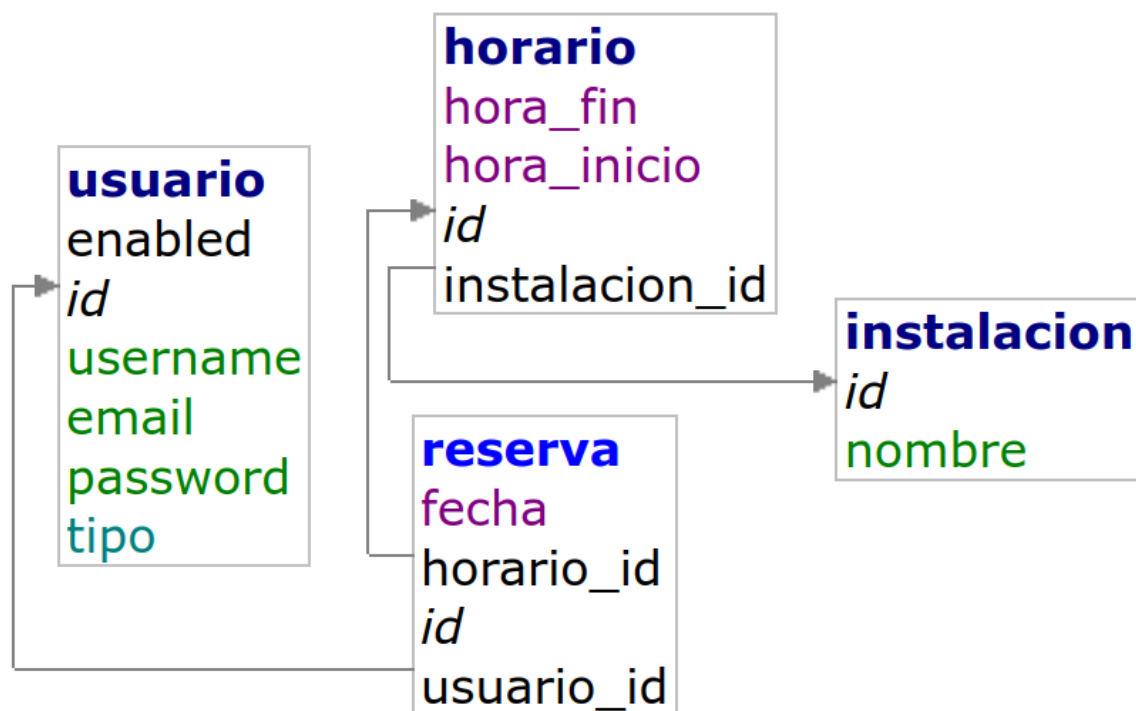 horario
hora_fin
hora_inicio
id
instalacion_id
usuario
enabled
id
username
email
password
tipo
instalacion
id
nombre
reserva
fecha
horario_id
id
usuario_id